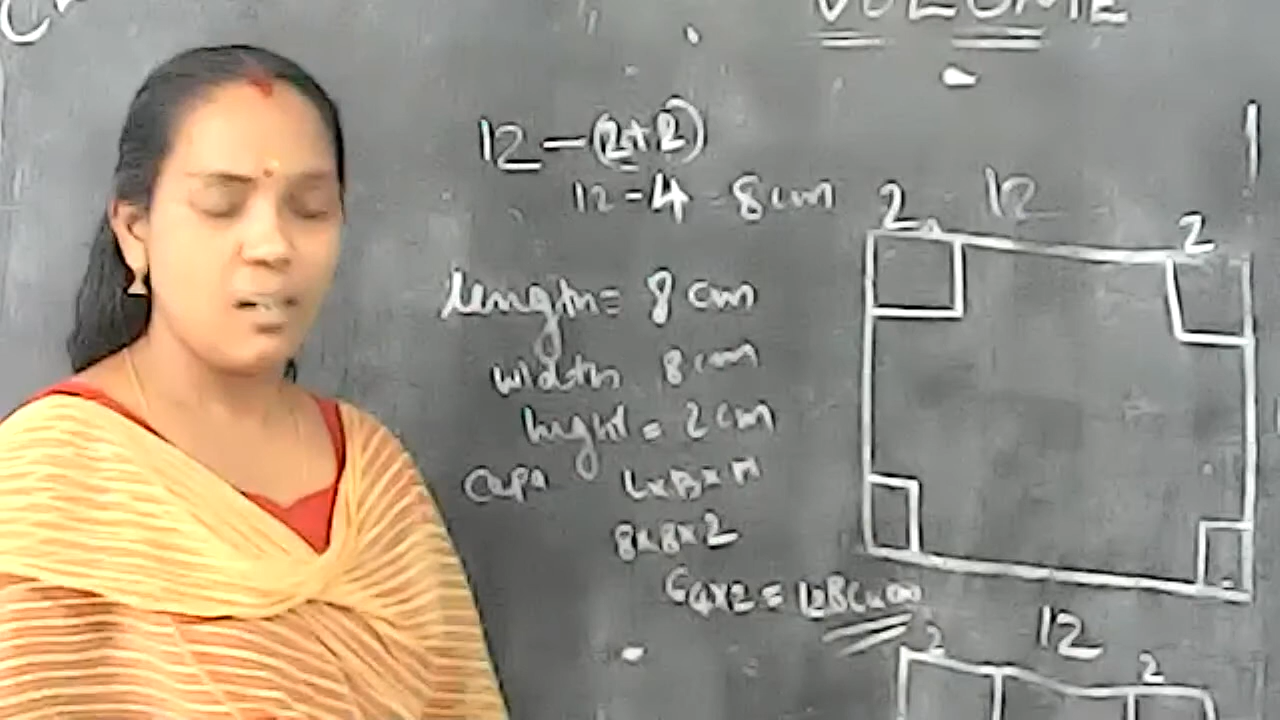 VOLUME
12 - (2+2)
12 - 4 = 8 cm
length = 8 cm
width 8 cm
hight = 2 cm
Capa L×B×H
8×8×2
64×2 = 128 Cu cm
2 12 2
12
2 2